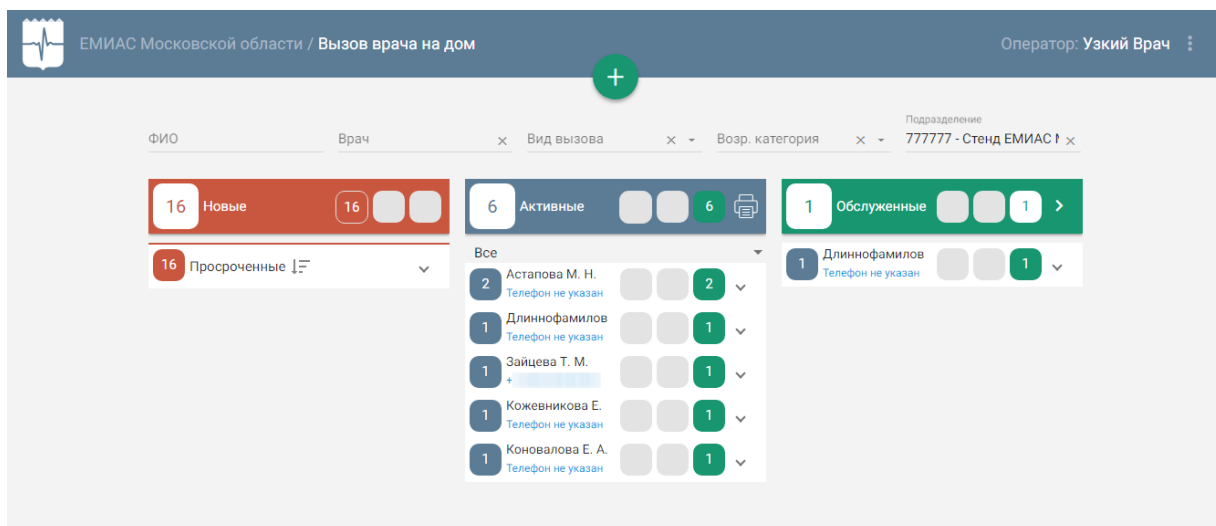 ЕМИАС Московской области / Вызов врача на дом
Оператор: Узкий Врач
+
ФИО
Врач
Вид вызова
Возр. категория
Подразделение
777777 - Стенд ЕМИАС
16 Новые 16
6 Активные 6
1 Обслуженные 1
16 Просроченные
Все
2 Астапова М. Н. 2
Телефон не указан
1 Длиннофамилов 1
Телефон не указан
1 Зайцева Т. М. 1
+
1 Кожевникова Е. 1
Телефон не указан
1 Коновалова Е. А. 1
Телефон не указан
1 Длиннофамилов 1
Телефон не указан